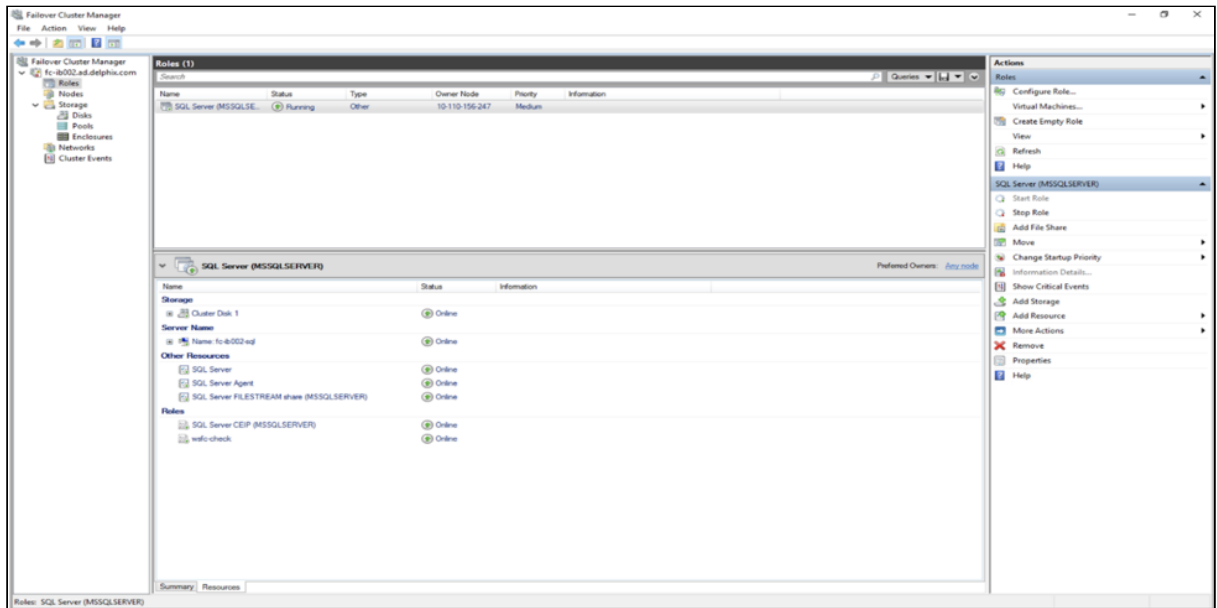 Failover Cluster Manager
File Action View Help
Failover Cluster Manager
fc-ib002.ad.delphix.com
Roles
Nodes
Storage
Disks
Pools
Enclosures
Networks
Cluster Events
Roles (1)
Search
Queries
Name Status Type Owner Node Priority Information
SQL Server (MSSQLSE... Running Other 10-110-156-247 Medium
SQL Server (MSSQLSERVER)
Preferred Owners: Any node
Name Status Information
Storage
Cluster Disk 1 Online
Server Name
Name: fc-ib002-sql Online
Other Resources
SQL Server Online
SQL Server Agent Online
SQL Server FILESTREAM share (MSSQLSERVER) Online
Roles
SQL Server CEIP (MSSQLSERVER) Online
wsfc-check Online
Summary Resources
Roles: SQL Server (MSSQLSERVER)
Actions
Roles
Configure Role...
Virtual Machines...
Create Empty Role
View
Refresh
Help
SQL Server (MSSQLSERVER)
Start Role
Stop Role
Add File Share
Move
Change Startup Priority
Information Details...
Show Critical Events
Add Storage
Add Resource
More Actions
Remove
Properties
Help